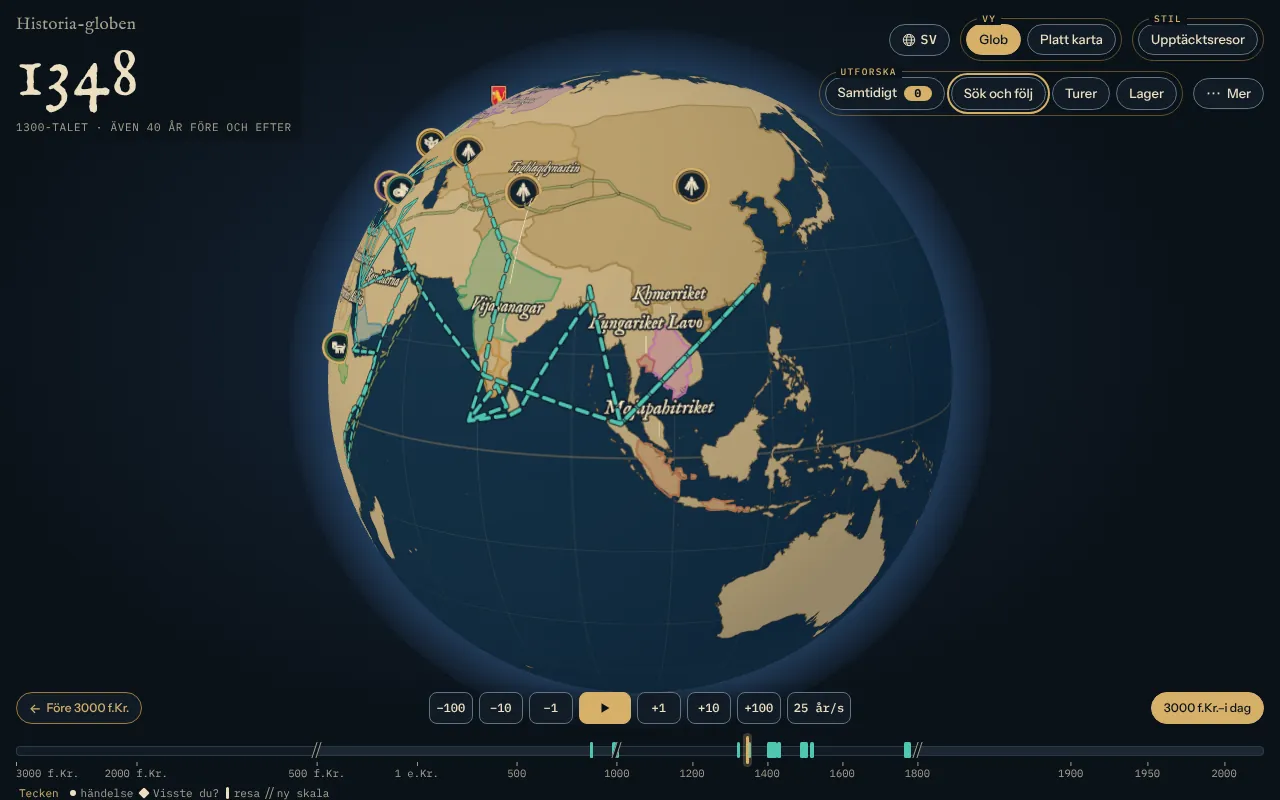 Historia-globen
1348
1300-TALET · ÄVEN 40 ÅR FÖRE OCH EFTER
SV
VY
Glob
Platt karta
STIL
Upptäcktsresor
UTFORSKA
Samtidigt 0
Sök och följ
Turer
Lager
··· Mer
Tughlaqdynastin
Vijayanagar
Khmerriket
Kungariket Lavo
Majapahitriket
← Före 3000 f.Kr.
−100
−10
−1
+1
+10
+100
25 år/s
3000 f.Kr.–i dag
3000 f.Kr.
2000 f.Kr.
500 f.Kr.
1 e.Kr.
500
1000
1200
1400
1600
1800
1900
1950
2000
Tecken
händelse
Visste du?
resa
// ny skala